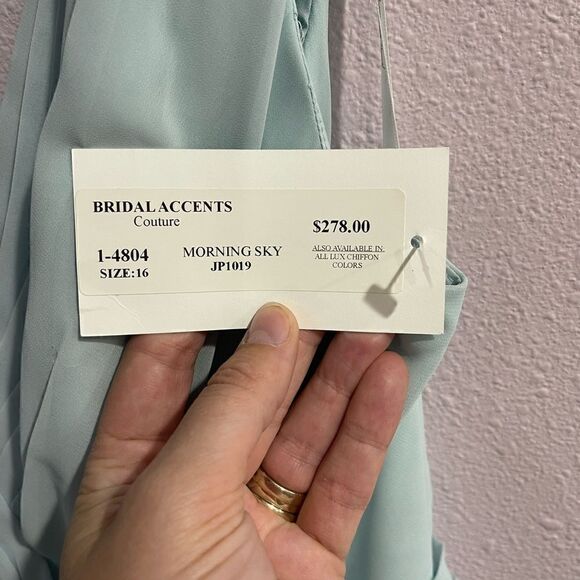 BRIDAL ACCENTS
Couture
$278.00
1-4804
SIZE:16
MORNING SKY
JP1019
ALSO AVAILABLE IN:
ALL LUX CHIFFON
COLORS